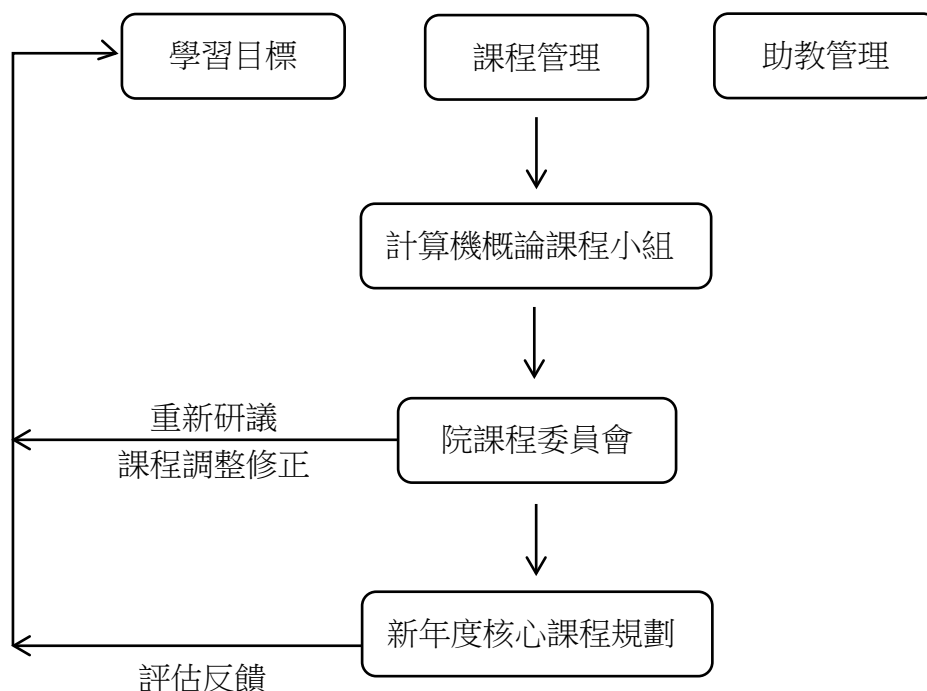 學習目標
課程管理
助教管理
計算機概論課程小組
重新研議
課程調整修正
院課程委員會
新年度核心課程規劃
評估反饋